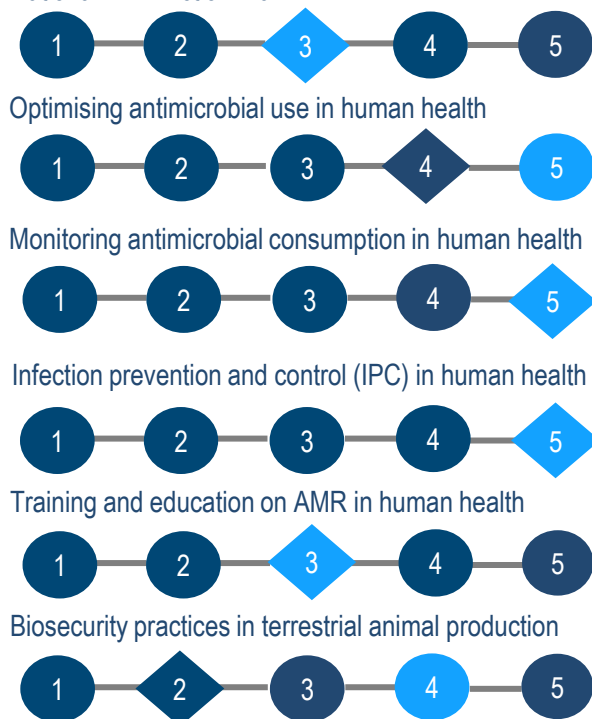 1 2 3 4 5
Optimising antimicrobial use in human health
1 2 3 4 5
Monitoring antimicrobial consumption in human health
1 2 3 4 5
Infection prevention and control (IPC) in human health
1 2 3 4 5
Training and education on AMR in human health
1 2 3 4 5
Biosecurity practices in terrestrial animal production
1 2 3 4 5